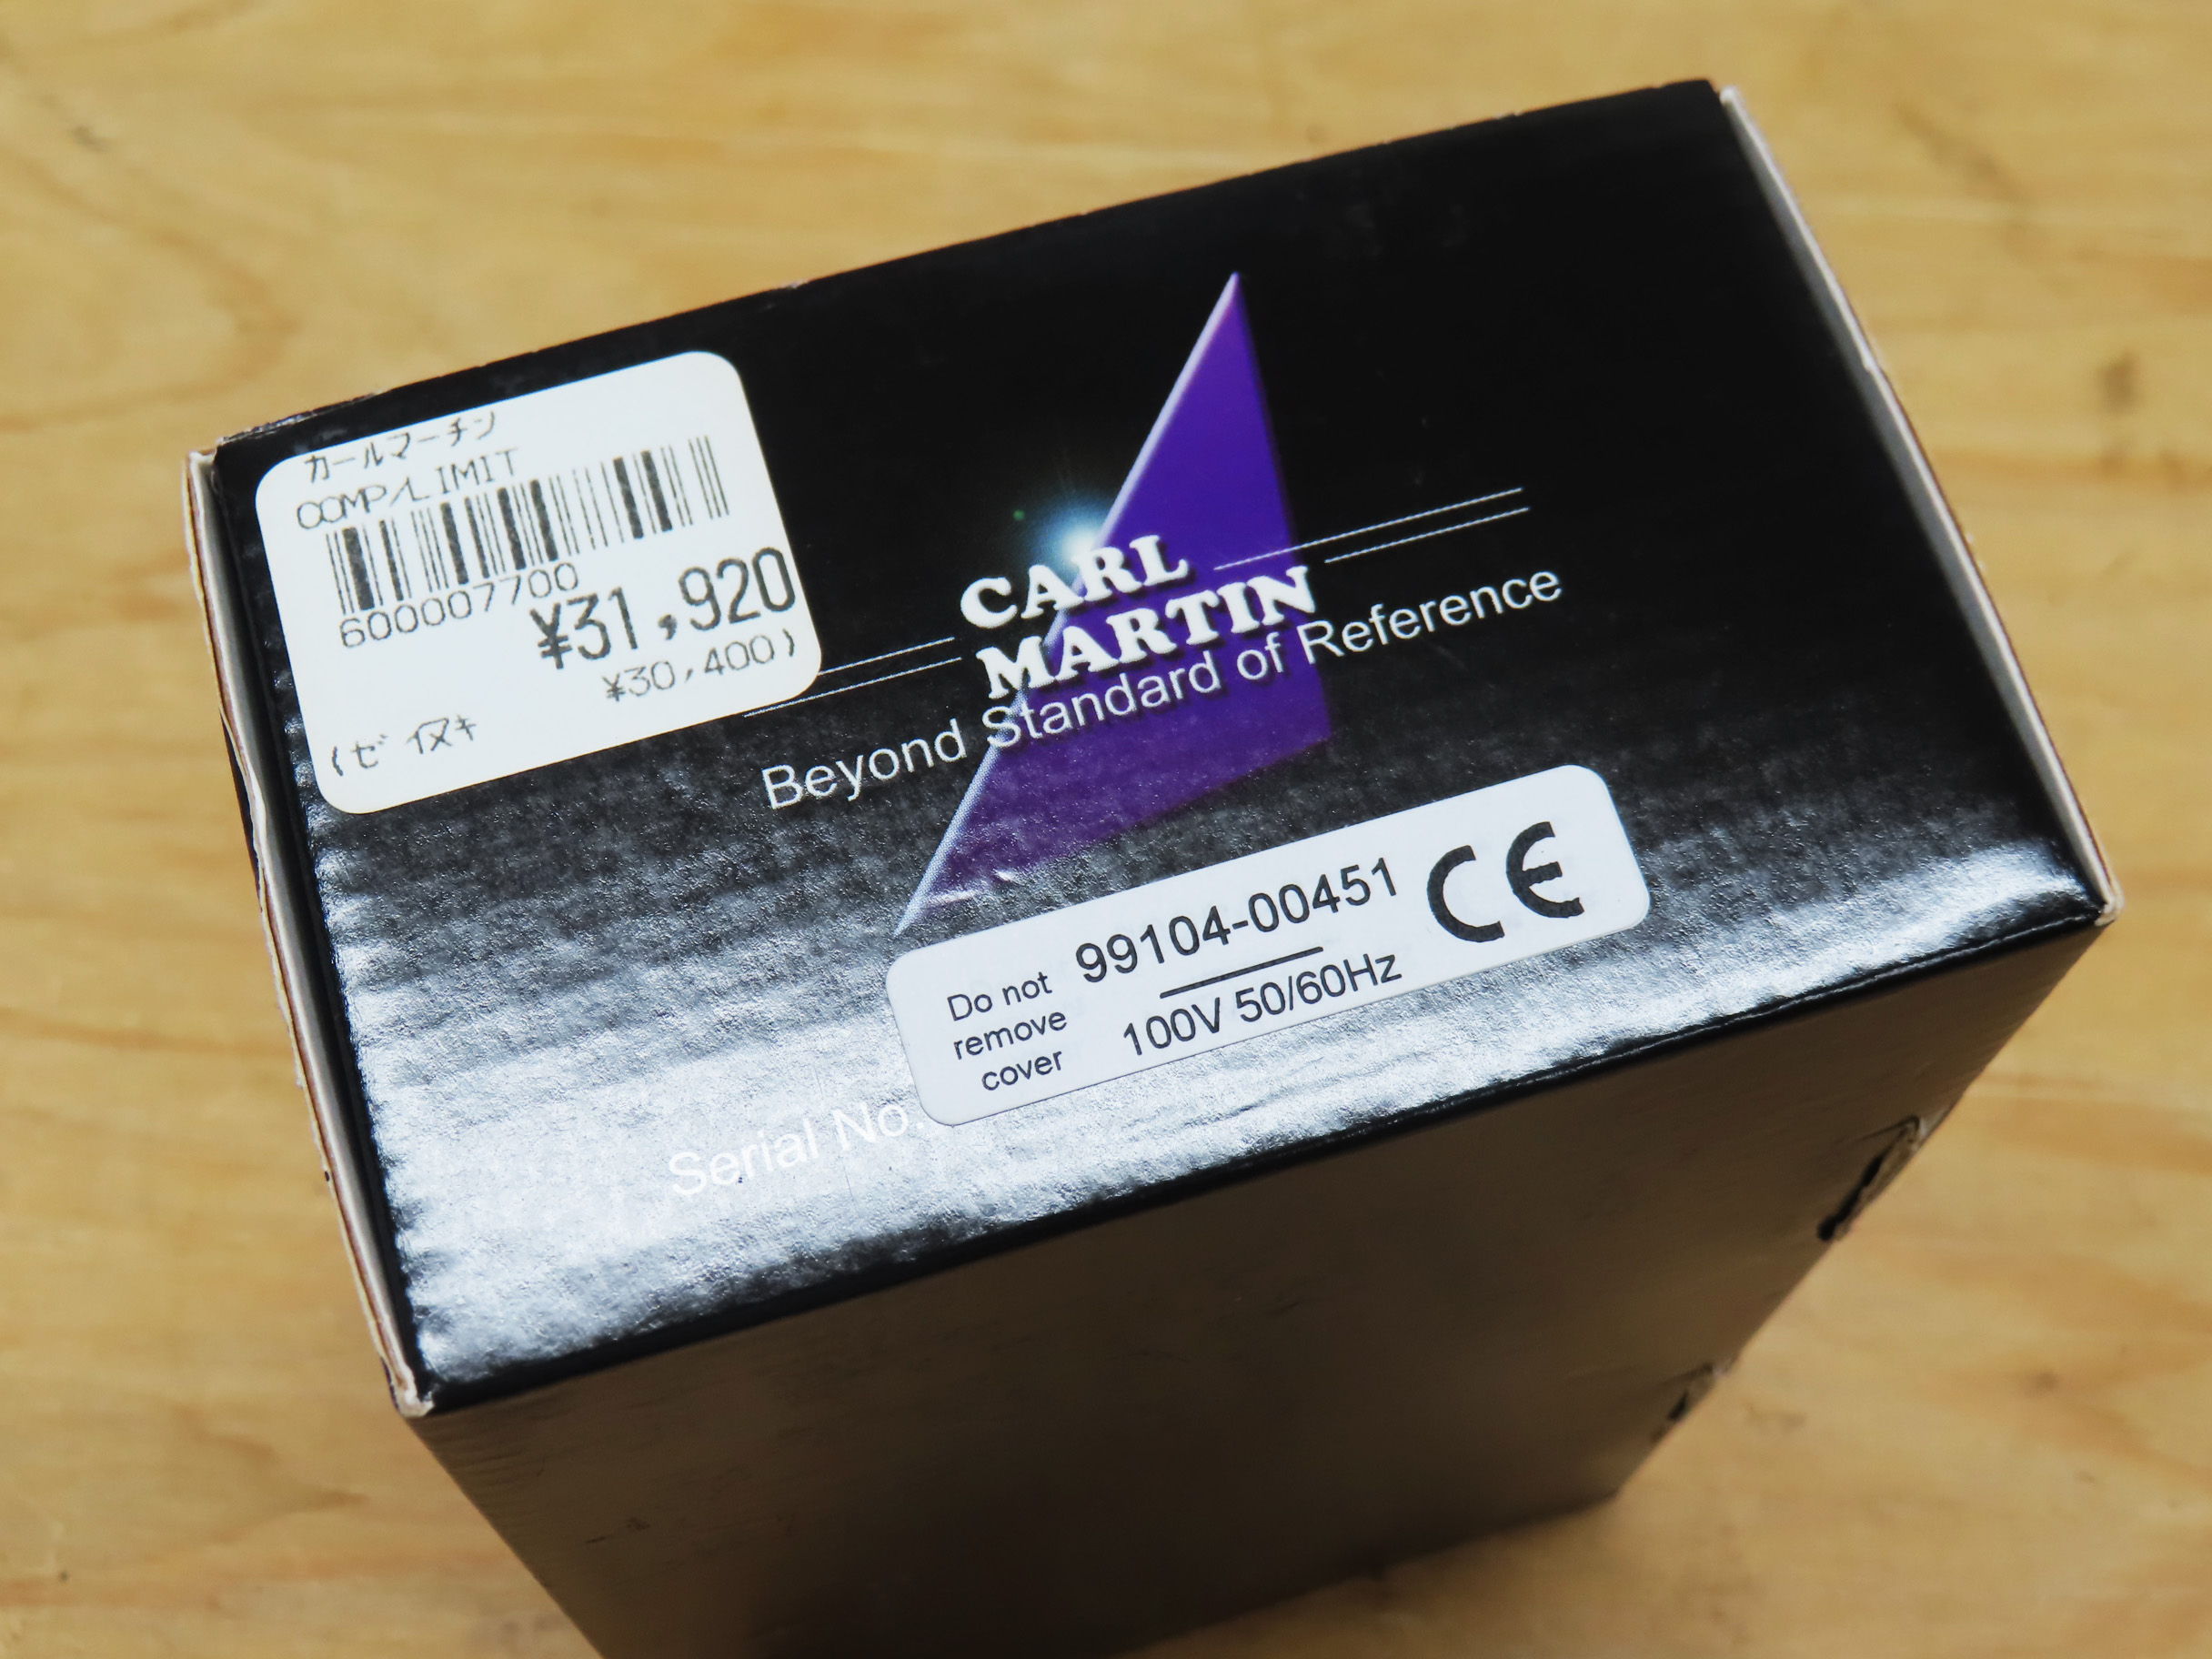 カールマーチン
COMP/LIMIT
600007700
¥31,920
¥30,400)
(ゼイヌキ
CARL
MARTIN
Beyond Standard of Reference
Do not
remove
cover
99104-00451
100V 50/60Hz
CE
Serial No.